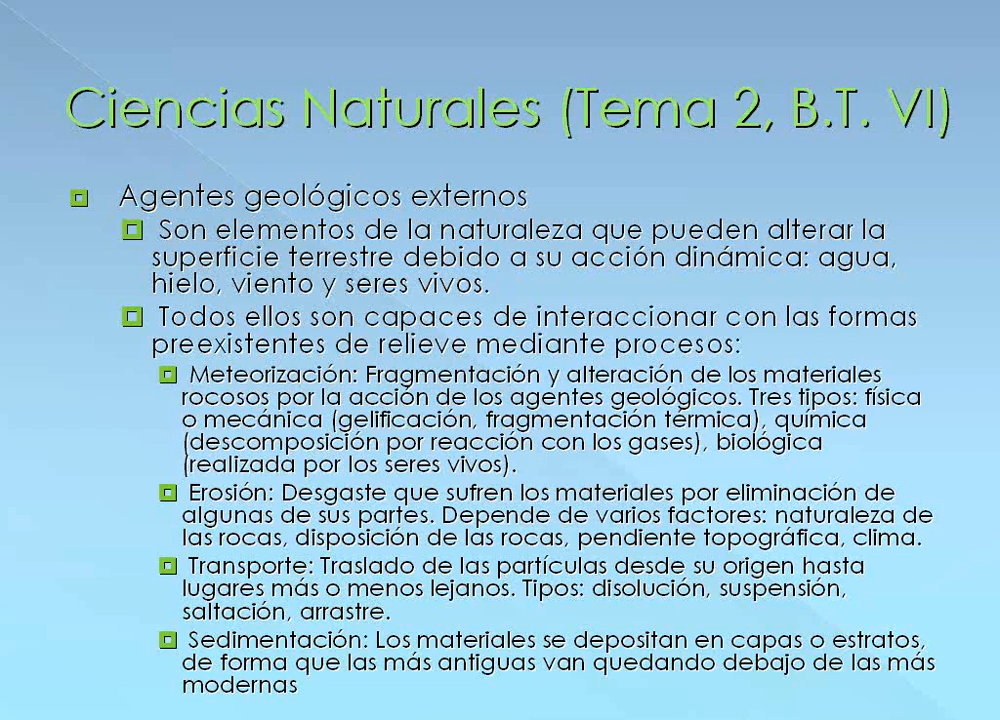 Ciencias Naturales (Tema 2, B.T. VI)
Agentes geológicos externos
Son elementos de la naturaleza que pueden alterar la
superficie terrestre debido a su acción dinámica: agua,
hielo, viento y seres vivos.
Todos ellos son capaces de interaccionar con las formas
preexistentes de relieve mediante procesos:
Meteorización: Fragmentación y alteración de los materiales
rocosos por la acción de los agentes geológicos. Tres tipos: física
o mecánica (gelificación, fragmentación térmica), química
(descomposición por reacción con los gases), biológica
(realizada por los seres vivos).
Erosión: Desgaste que sufren los materiales por eliminación de
algunas de sus partes. Depende de varios factores: naturaleza de
las rocas, disposición de las rocas, pendiente topográfica, clima.
Transporte: Traslado de las partículas desde su origen hasta
lugares más o menos lejanos. Tipos: disolución, suspensión,
saltación, arrastre.
Sedimentación: Los materiales se depositan en capas o estratos,
de forma que las más antiguas van quedando debajo de las más
modernas